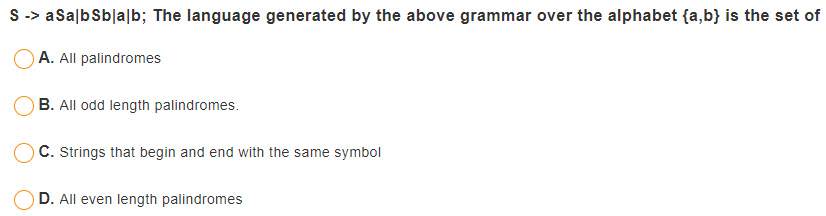 S -> aSa|bSb|a|b; The language generated by the above grammar over the alphabet {a,b} is the set of
A. All palindromes
B. All odd length palindromes.
C. Strings that begin and end with the same symbol
D. All even length palindromes